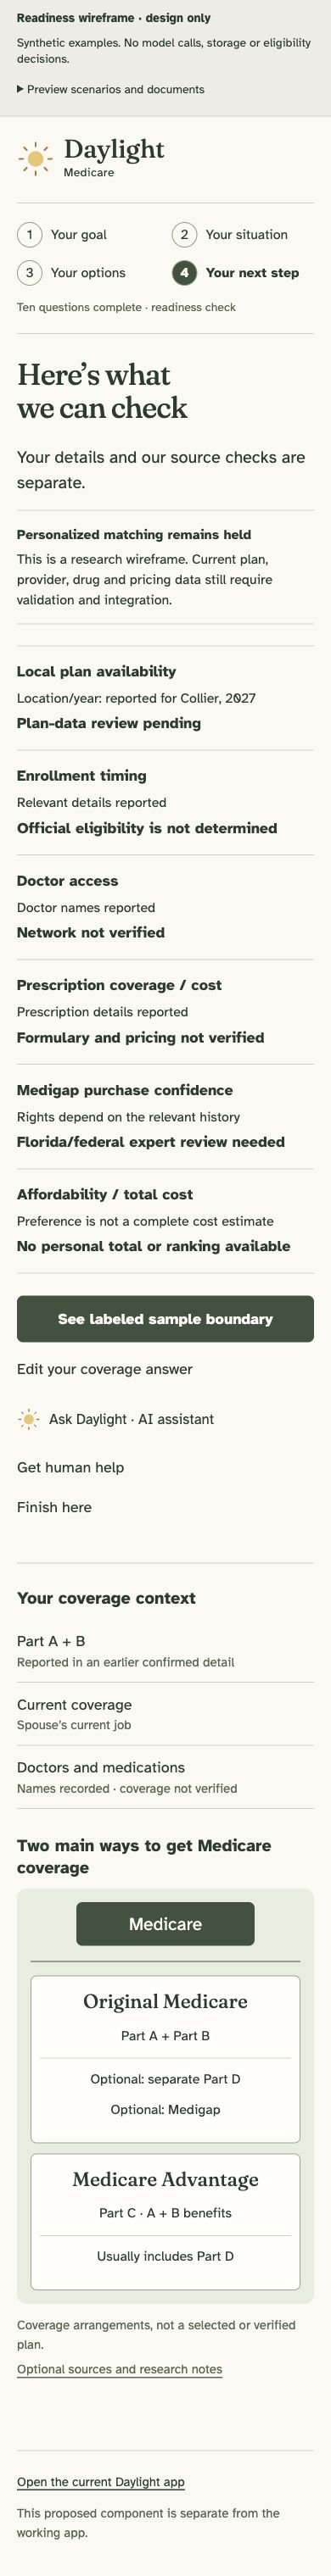 Readiness wireframe · design only
Synthetic examples. No model calls, storage or eligibility
decisions.
▶ Preview scenarios and documents
Daylight
Medicare
1 Your goal
2 Your situation
3 Your options
4 Your next step
Ten questions complete · readiness check
Here’s what
we can check
Your details and our source checks are
separate.
Personalized matching remains held
This is a research wireframe. Current plan,
provider, drug and pricing data still require
validation and integration.
Local plan availability
Location/year: reported for Collier, 2027
Plan-data review pending
Enrollment timing
Relevant details reported
Official eligibility is not determined
Doctor access
Doctor names reported
Network not verified
Prescription coverage / cost
Prescription details reported
Formulary and pricing not verified
Medigap purchase confidence
Rights depend on the relevant history
Florida/federal expert review needed
Affordability / total cost
Preference is not a complete cost estimate
No personal total or ranking available
See labeled sample boundary
Edit your coverage answer
Ask Daylight · AI assistant
Get human help
Finish here
Your coverage context
Part A + B
Reported in an earlier confirmed detail
Current coverage
Spouse’s current job
Doctors and medications
Names recorded · coverage not verified
Two main ways to get Medicare
coverage
Medicare
Original Medicare
Part A + Part B
Optional: separate Part D
Optional: Medigap
Medicare Advantage
Part C · A + B benefits
Usually includes Part D
Coverage arrangements, not a selected or verified
plan.
Optional sources and research notes
Open the current Daylight app
This proposed component is separate from the
working app.